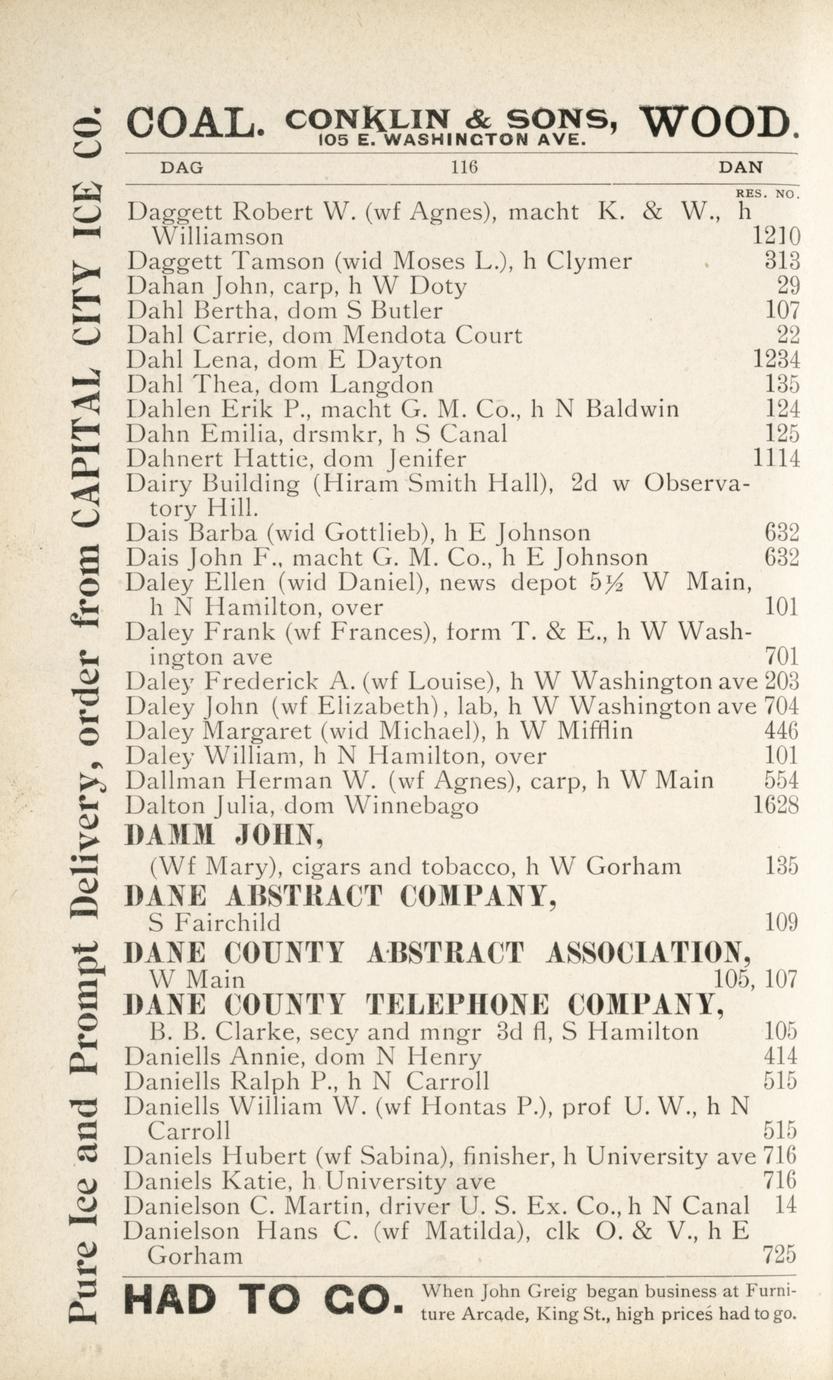 COAL. CONKLIN & SONS, WOOD.
105 E. WASHINGTON AVE.
DAG 116 DAN
RES. NO.
Daggett Robert W. (wf Agnes), macht K. & W., h
Williamson 1210
Daggett Tamson (wid Moses L.), h Clymer 313
Dahan John, carp, h W Doty 29
Dahl Bertha, dom S Butler 107
Dahl Carrie, dom Mendota Court 22
Dahl Lena, dom E Dayton 1234
Dahl Thea, dom Langdon 135
Dahlen Erik P., macht G. M. Co., h N Baldwin 124
Dahn Emilia, drsmkr, h S Canal 125
Dahnert Hattie, dom Jenifer 1114
Dairy Building (Hiram Smith Hall), 2d w Observa-
tory Hill.
Dais Barba (wid Gottlieb), h E Johnson 632
Dais John F., macht G. M. Co., h E Johnson 632
Daley Ellen (wid Daniel), news depot 5½ W Main,
h N Hamilton, over 101
Daley Frank (wf Frances), form T. & E., h W Wash-
ington ave 701
Daley Frederick A. (wf Louise), h W Washington ave 203
Daley John (wf Elizabeth), lab, h W Washington ave 704
Daley Margaret (wid Michael), h W Mifflin 446
Daley William, h N Hamilton, over 101
Dallman Herman W. (wf Agnes), carp, h W Main 554
Dalton Julia, dom Winnebago 1628
DAMM JOHN,
(Wf Mary), cigars and tobacco, h W Gorham 135
DANE ABSTRACT COMPANY,
S Fairchild 109
DANE COUNTY ABSTRACT ASSOCIATION,
W Main 105, 107
DANE COUNTY TELEPHONE COMPANY,
B. B. Clarke, secy and mngr 3d fl, S Hamilton 105
Daniells Annie, dom N Henry 414
Daniells Ralph P., h N Carroll 515
Daniells William W. (wf Hontas P.), prof U. W., h N
Carroll 515
Daniels Hubert (wf Sabina), finisher, h University ave 716
Daniels Katie, h University ave 716
Danielson C. Martin, driver U. S. Ex. Co., h N Canal 14
Danielson Hans C. (wf Matilda), clk O. & V., h E
Gorham 725
HAD TO GO. When John Greig began business at Furni-
ture Arcade, King St., high prices had to go.
Pure Ice and Prompt Delivery, order from CAPITAL CITY ICE CO.